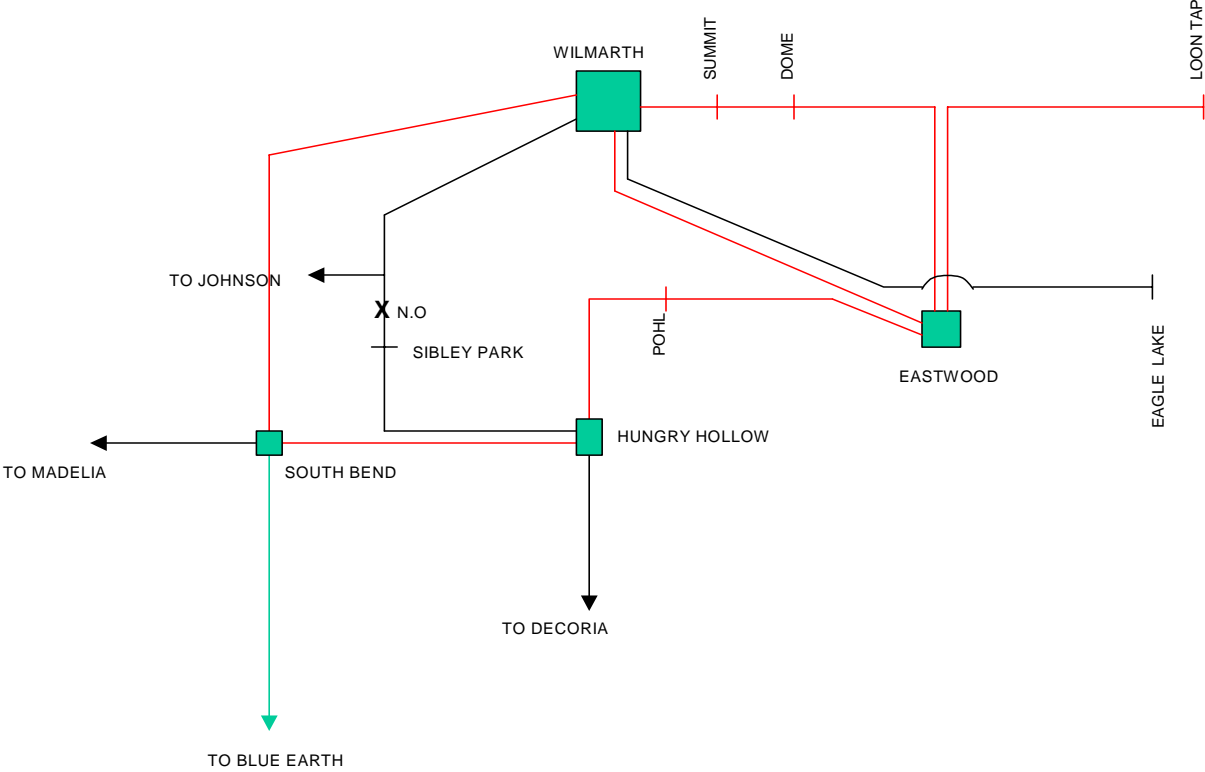 WILMARTH
SUMMIT
DOME
LOON TAP
TO JOHNSON
X N.O
SIBLEY PARK
POHL
EASTWOOD
EAGLE LAKE
HUNGRY HOLLOW
TO MADELIA
SOUTH BEND
TO DECORIA
TO BLUE EARTH